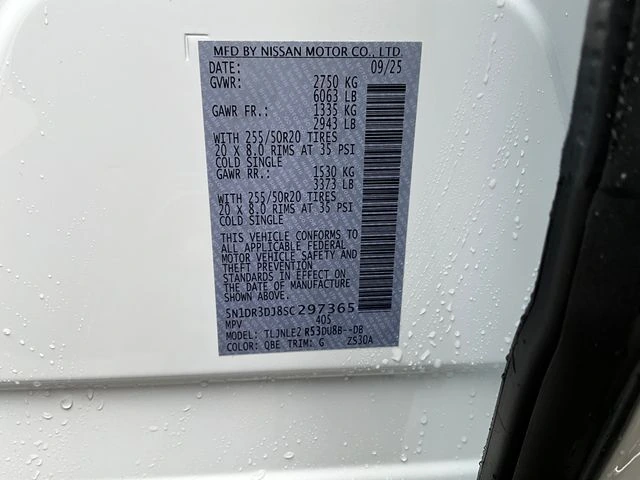 MFD BY NISSAN MOTOR CO., LTD.
DATE: 09/25
GVWR: 2750 KG
6063 LB
GAWR FR.: 1335 KG
2943 LB
WITH 255/50R20 TIRES
20 X 8.0 RIMS AT 35 PSI
COLD SINGLE
GAWR RR.: 1530 KG
3373 LB
WITH 255/50R20 TIRES
20 X 8.0 RIMS AT 35 PSI
COLD SINGLE
THIS VEHICLE CONFORMS TO
ALL APPLICABLE FEDERAL
MOTOR VEHICLE SAFETY AND
THEFT PREVENTION
STANDARDS IN EFFECT ON
THE DATE OF MANUFACTURE
SHOWN ABOVE.
5N1DR3DJ8SC297365
MPV 405
MODEL: TLJNLEZ R53DU8B--DB
COLOR: QBE TRIM: G ZS30A